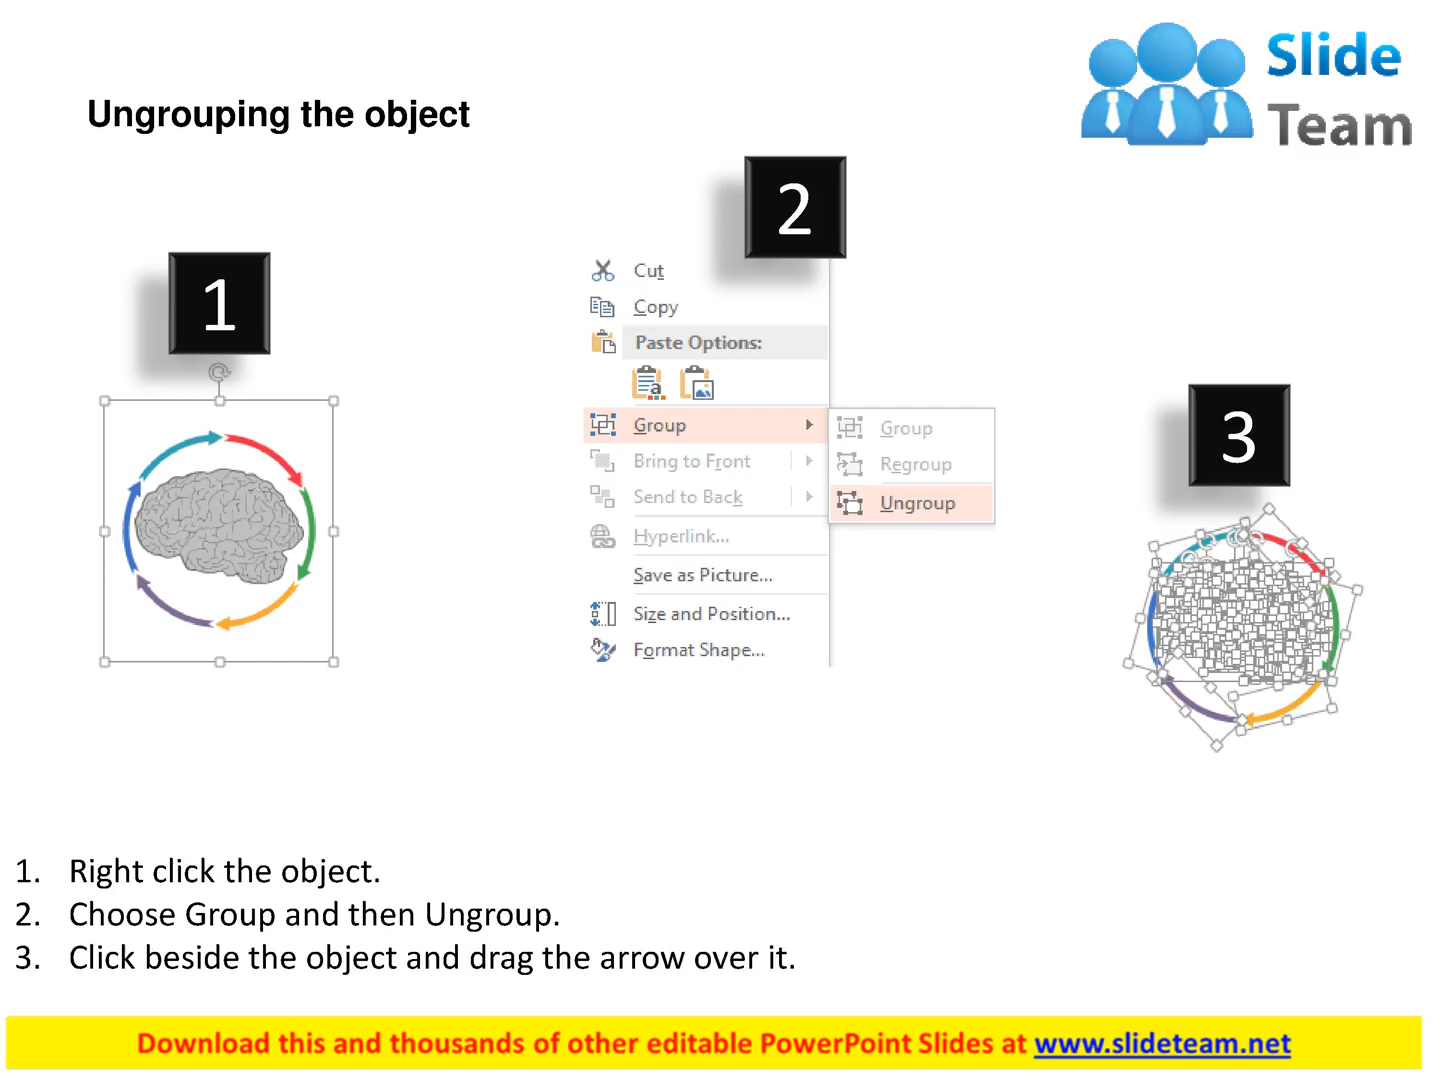 Slide
Team
Ungrouping the object
1
2
3
Cut
Copy
Paste Options:
Group
Bring to Front
Send to Back
Hyperlink...
Save as Picture...
Size and Position...
Format Shape...
Group
Regroup
Ungroup
1. Right click the object.
2. Choose Group and then Ungroup.
3. Click beside the object and drag the arrow over it.
Download this and thousands of other editable PowerPoint Slides at www.slideteam.net